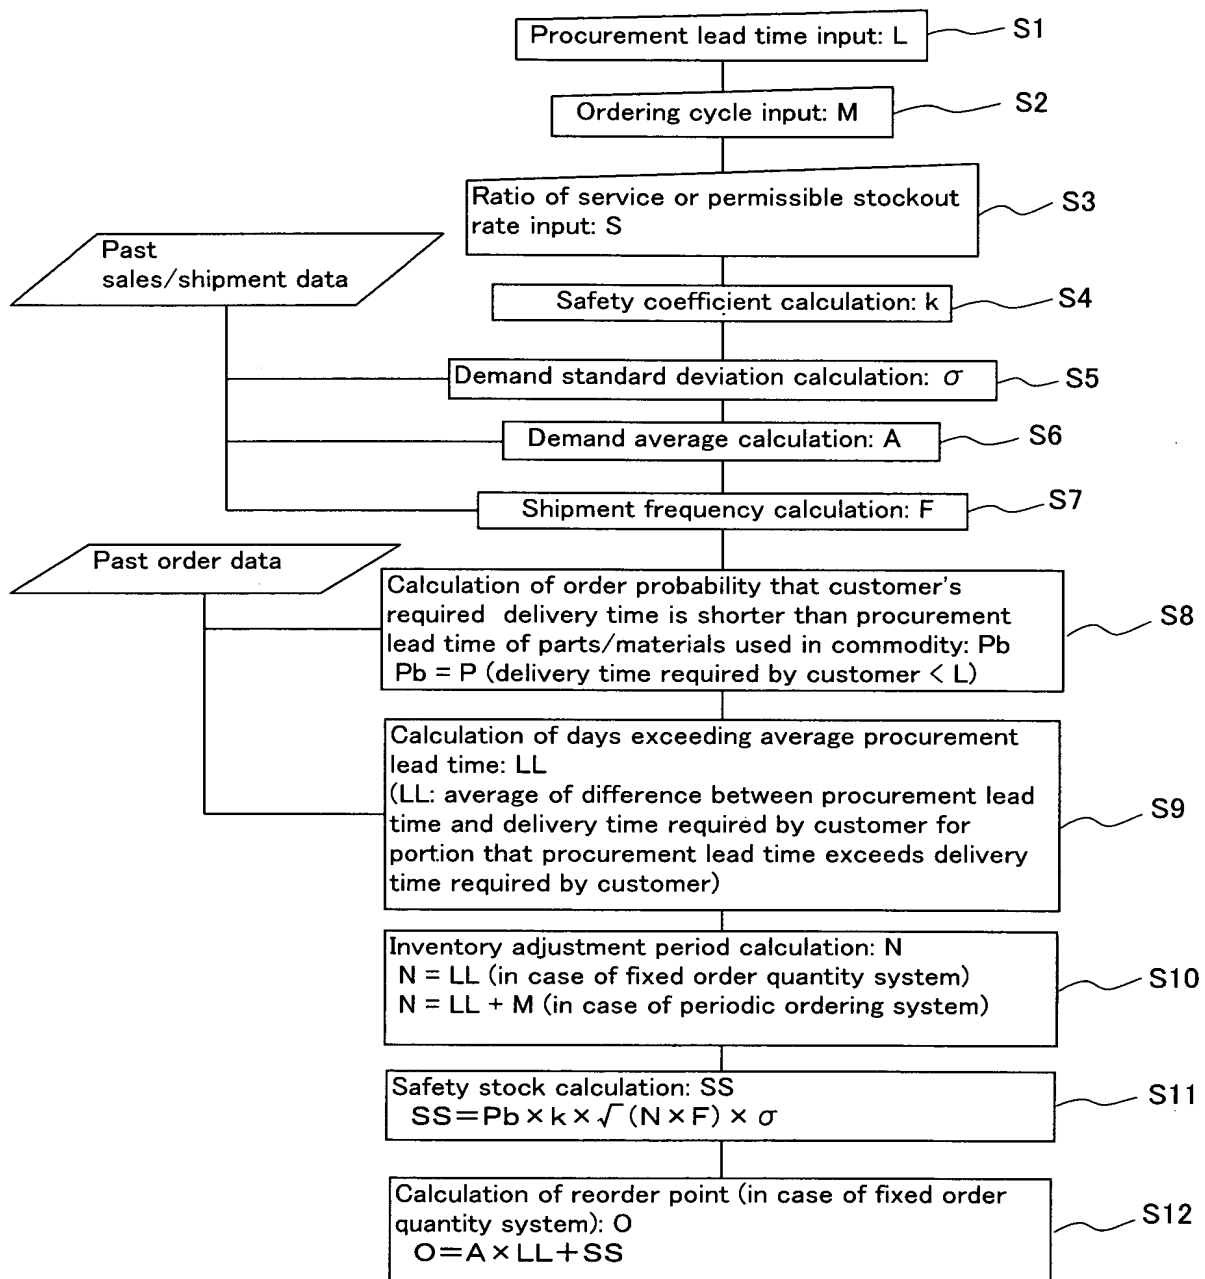 Procurement lead time input: L
S1
Ordering cycle input: M
S2
Ratio of service or permissible stockout
rate input: S
S3
Past
sales/shipment data
Safety coefficient calculation: k
S4
Demand standard deviation calculation: σ
S5
Demand average calculation: A
S6
Shipment frequency calculation: F
S7
Past order data
Calculation of order probability that customer's
required delivery time is shorter than procurement
lead time of parts/materials used in commodity: Pb
Pb = P (delivery time required by customer < L)
S8
Calculation of days exceeding average procurement
lead time: LL
(LL: average of difference between procurement lead
time and delivery time required by customer for
portion that procurement lead time exceeds delivery
time required by customer)
S9
Inventory adjustment period calculation: N
N = LL (in case of fixed order quantity system)
N = LL + M (in case of periodic ordering system)
S10
Safety stock calculation: SS
SS=Pb×k×√(N×F)×σ
S11
Calculation of reorder point (in case of fixed order
quantity system): O
O=A×LL+SS
S12